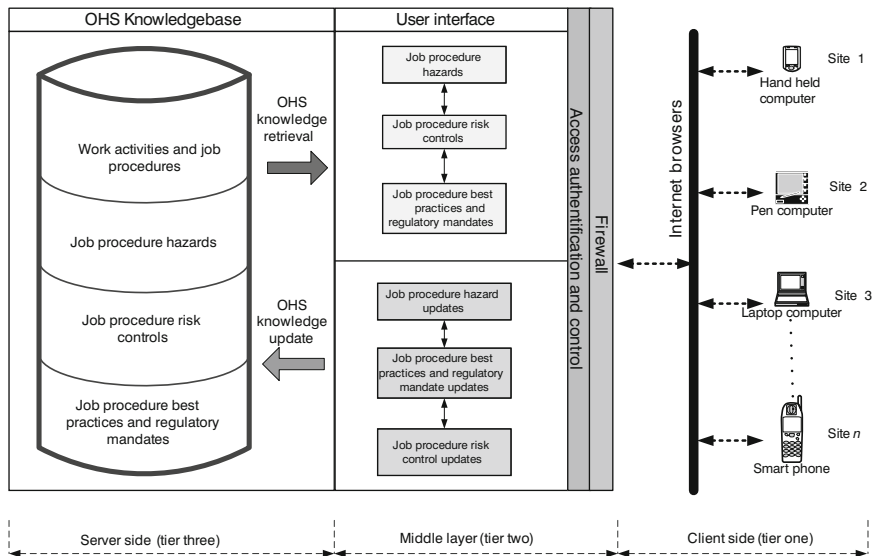 OHS Knowledgebase
User interface
Work activities and job
procedures
Job procedure hazards
Job procedure risk
controls
Job procedure best
practices and regulatory
mandates
OHS
knowledge
retrieval
OHS
knowledge
update
Job procedure
hazards
Job procedure risk
controls
Job procedure best
practices and
regulatory mandates
Job procedure hazard
updates
Job procedure best
practices and regulatory
mandate updates
Job procedure risk
control updates
Access authentification and control
Firewall
Internet browsers
Site 1
Hand held
computer
Site 2
Pen computer
Site 3
Laptop computer
Site n
Smart phone
Server side (tier three)
Middle layer (tier two)
Client side (tier one)